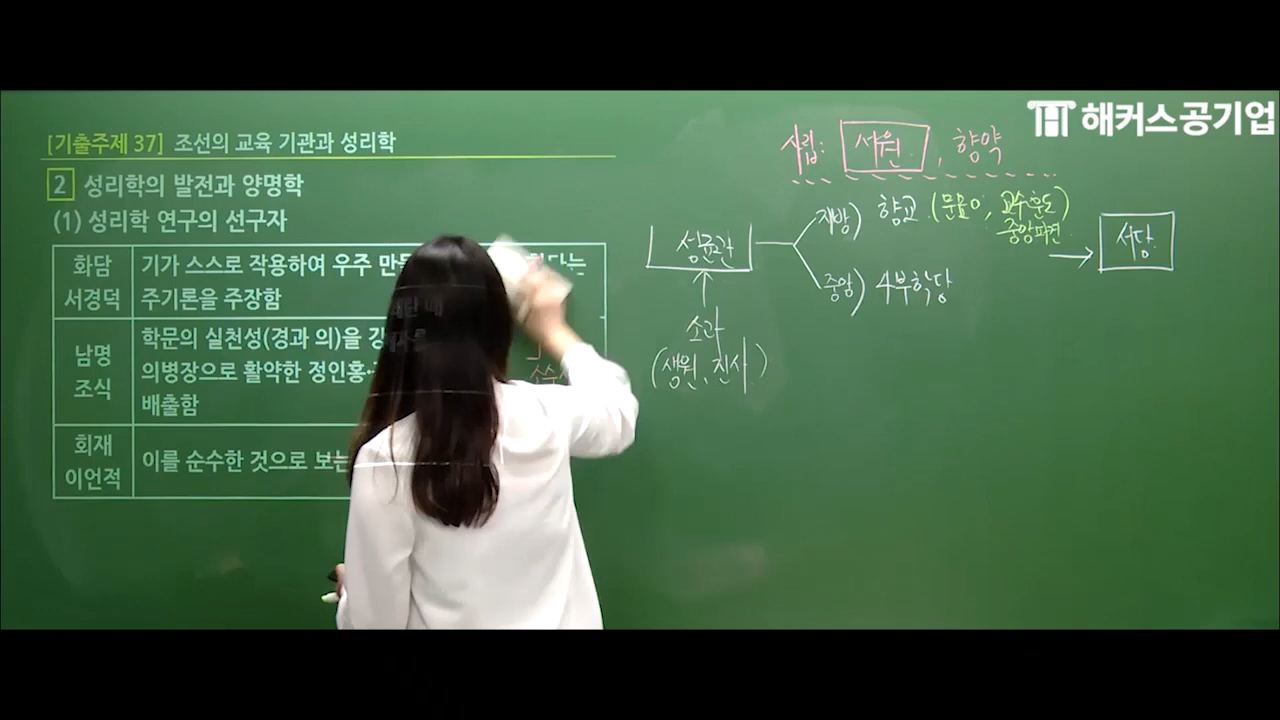 해커스공기업
[기출주제 37] 조선의 교육 기관과 성리학
2 성리학의 발전과 양명학
(1) 성리학 연구의 선구자
화담 서경덕
기가 스스로 작용하여 우주 만
는
주기론을 주장함
남명 조식
학문의 실천성(경과 의)을 강
의병장으로 활약한 정인홍·
배출함
회재 이언적
이를 순수한 것으로 보는
소수
사립: 서원, 향약
성균관
지방) 향교 (문묘 이, 교수·훈도)
중앙파견
중앙) 4부학당
서당
소과
(생원, 진사)